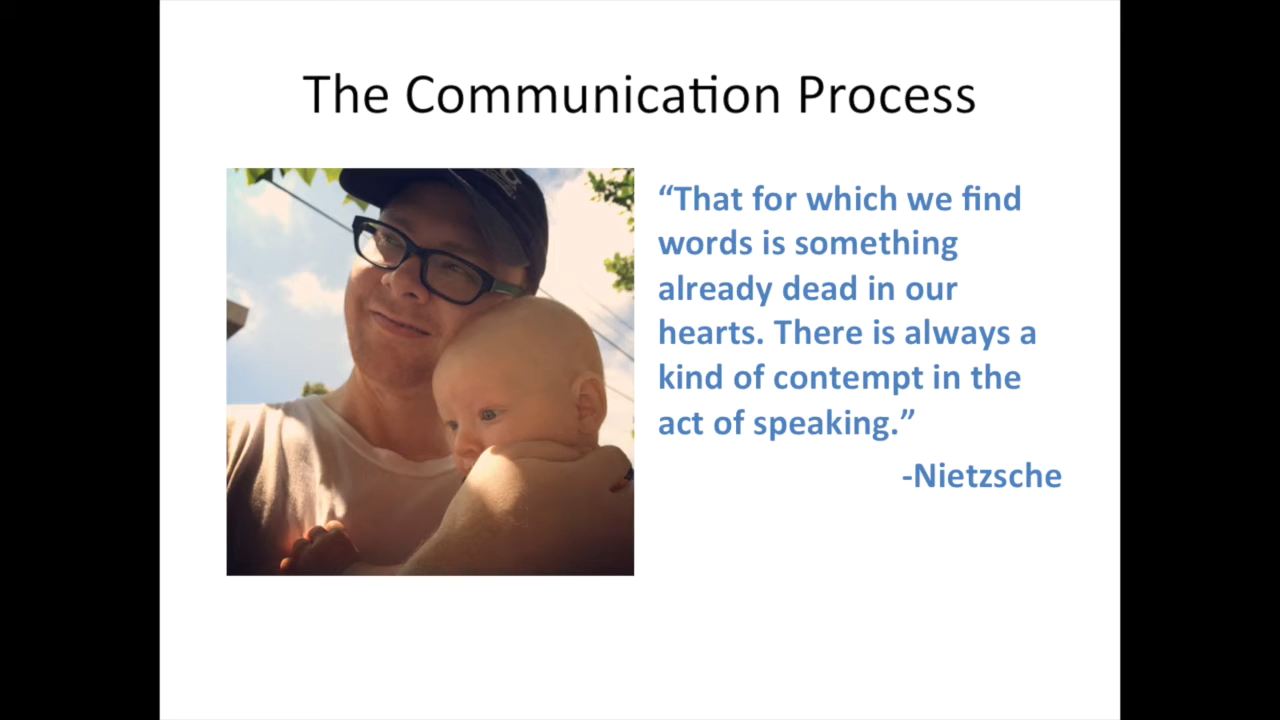 The Communication Process
“That for which we find
words is something
already dead in our
hearts. There is always a
kind of contempt in the
act of speaking.”
-Nietzsche